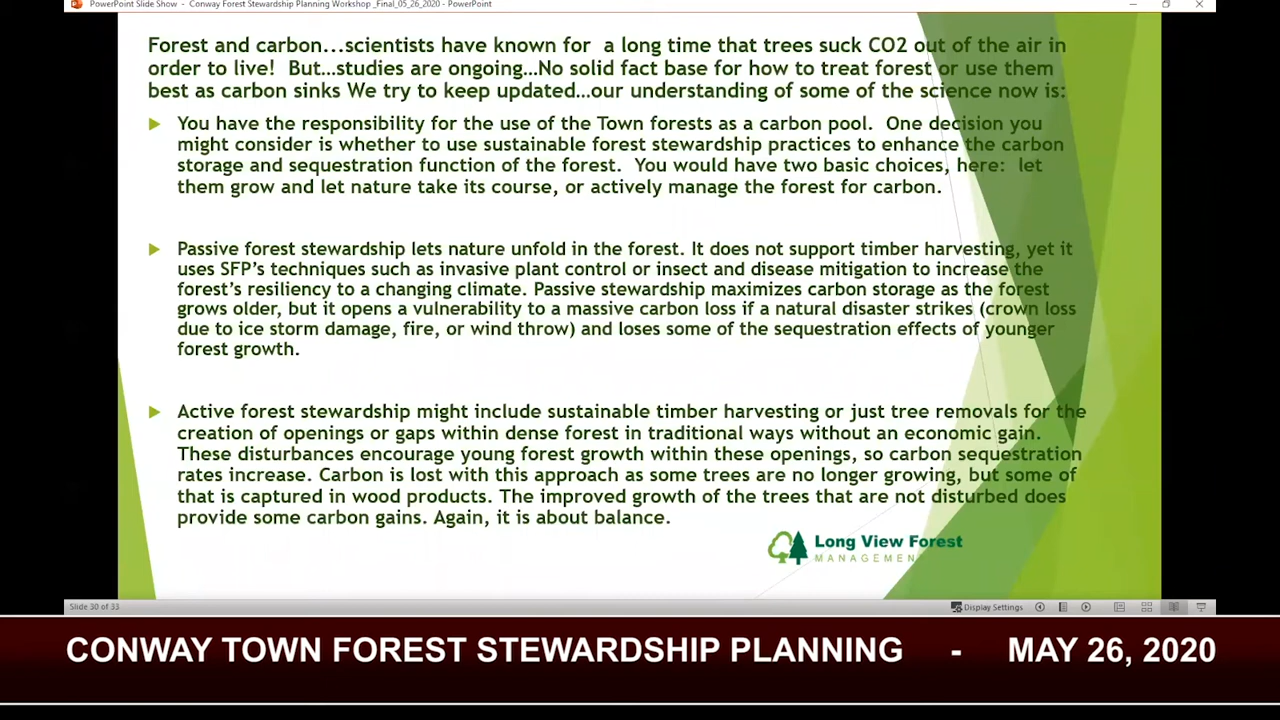 PowerPoint Slide Show - Conway Forest Stewardship Planning Workshop _Final_05_26_2020 - PowerPoint
Forest and carbon...scientists have known for a long time that trees suck CO2 out of the air in
order to live! But...studies are ongoing...No solid fact base for how to treat forest or use them
best as carbon sinks We try to keep updated...our understanding of some of the science now is:
You have the responsibility for the use of the Town forests as a carbon pool. One decision you
might consider is whether to use sustainable forest stewardship practices to enhance the carbon
storage and sequestration function of the forest. You would have two basic choices, here: let
them grow and let nature take its course, or actively manage the forest for carbon.
Passive forest stewardship lets nature unfold in the forest. It does not support timber harvesting, yet it
uses SFP's techniques such as invasive plant control or insect and disease mitigation to increase the
forest's resiliency to a changing climate. Passive stewardship maximizes carbon storage as the forest
grows older, but it opens a vulnerability to a massive carbon loss if a natural disaster strikes (crown loss
due to ice storm damage, fire, or wind throw) and loses some of the sequestration effects of younger
forest growth.
Active forest stewardship might include sustainable timber harvesting or just tree removals for the
creation of openings or gaps within dense forest in traditional ways without an economic gain.
These disturbances encourage young forest growth within these openings, so carbon sequestration
rates increase. Carbon is lost with this approach as some trees are no longer growing, but some of
that is captured in wood products. The improved growth of the trees that are not disturbed does
provide some carbon gains. Again, it is about balance.
Long View Forest
MANAGEMENT
Slide 30 of 33
Display Settings
CONWAY TOWN FOREST STEWARDSHIP PLANNING - MAY 26, 2020